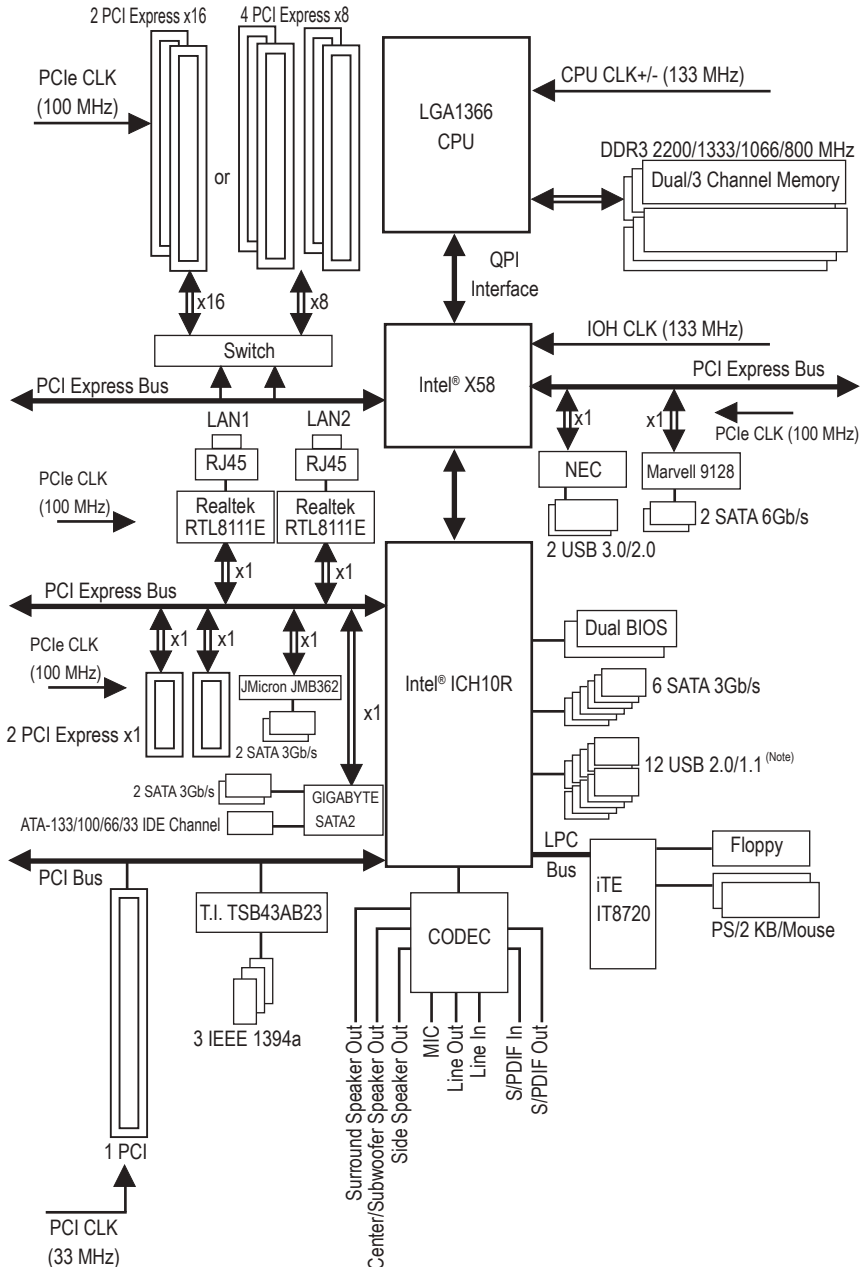 2 PCI Express x16
4 PCI Express x8
PCIe CLK
(100 MHz)
or
LGA1366
CPU
CPU CLK+/- (133 MHz)
DDR3 2200/1333/1066/800 MHz
Dual/3 Channel Memory
QPI
Interface
x16
x8
Switch
IOH CLK (133 MHz)
PCI Express Bus
Intel® X58
PCI Express Bus
x1
x1
PCIe CLK (100 MHz)
LAN1
LAN2
RJ45
RJ45
NEC
Marvell 9128
PCIe CLK
(100 MHz)
Realtek
RTL8111E
Realtek
RTL8111E
2 SATA 6Gb/s
2 USB 3.0/2.0
x1
x1
PCI Express Bus
x1
x1
x1
PCIe CLK
(100 MHz)
Dual BIOS
Intel® ICH10R
JMicron JMB362
6 SATA 3Gb/s
x1
2 PCI Express x1
2 SATA 3Gb/s
12 USB 2.0/1.1 (Note)
2 SATA 3Gb/s
GIGABYTE
SATA2
ATA-133/100/66/33 IDE Channel
LPC
Bus
Floppy
PCI Bus
iTE
IT8720
T.I. TSB43AB23
CODEC
PS/2 KB/Mouse
3 IEEE 1394a
Surround Speaker Out
Center/Subwoofer Speaker Out
Side Speaker Out
MIC
Line Out
Line In
S/PDIF In
S/PDIF Out
1 PCI
PCI CLK
(33 MHz)